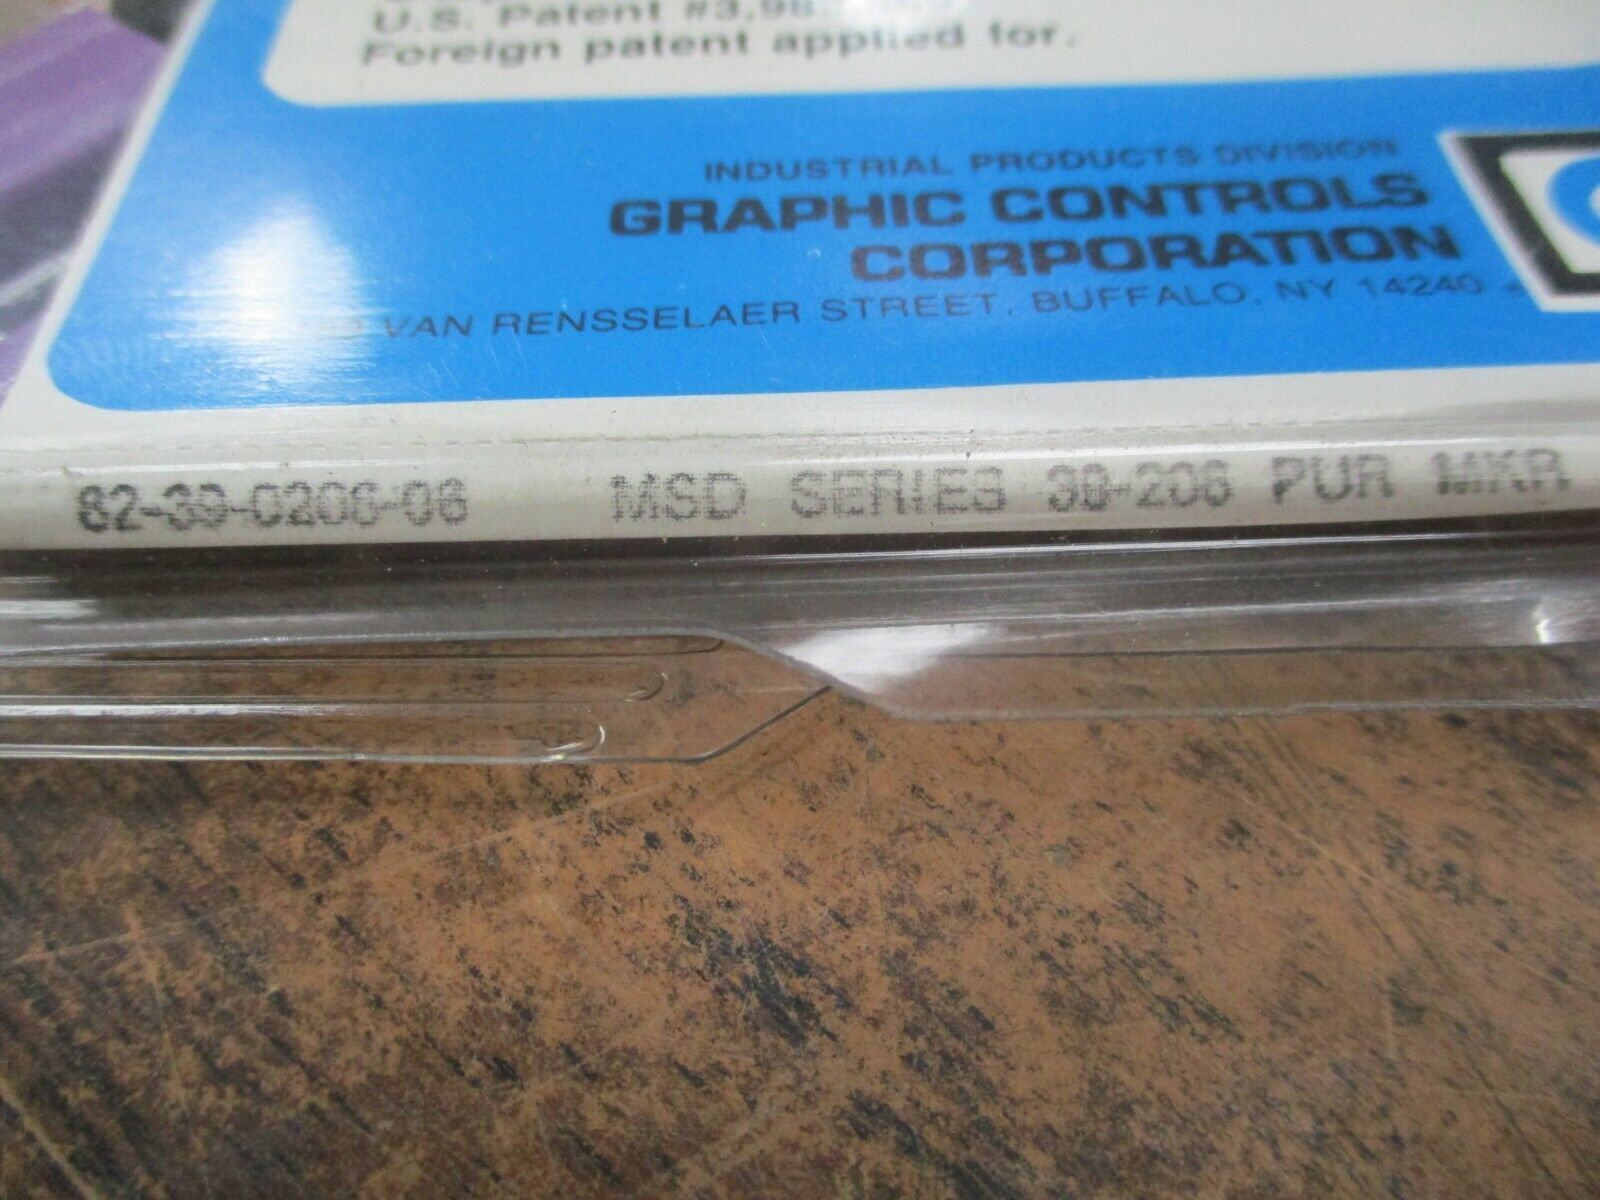 U.S. Patent
Foreign patent applied for.
INDUSTRIAL PRODUCTS DIVISION
GRAPHIC CONTROLS
CORPORATION
VAN RENSSELAER STREET, BUFFALO, NY 14240
82-39-0206-06 MSD SERIES 39-206 PUR MKR